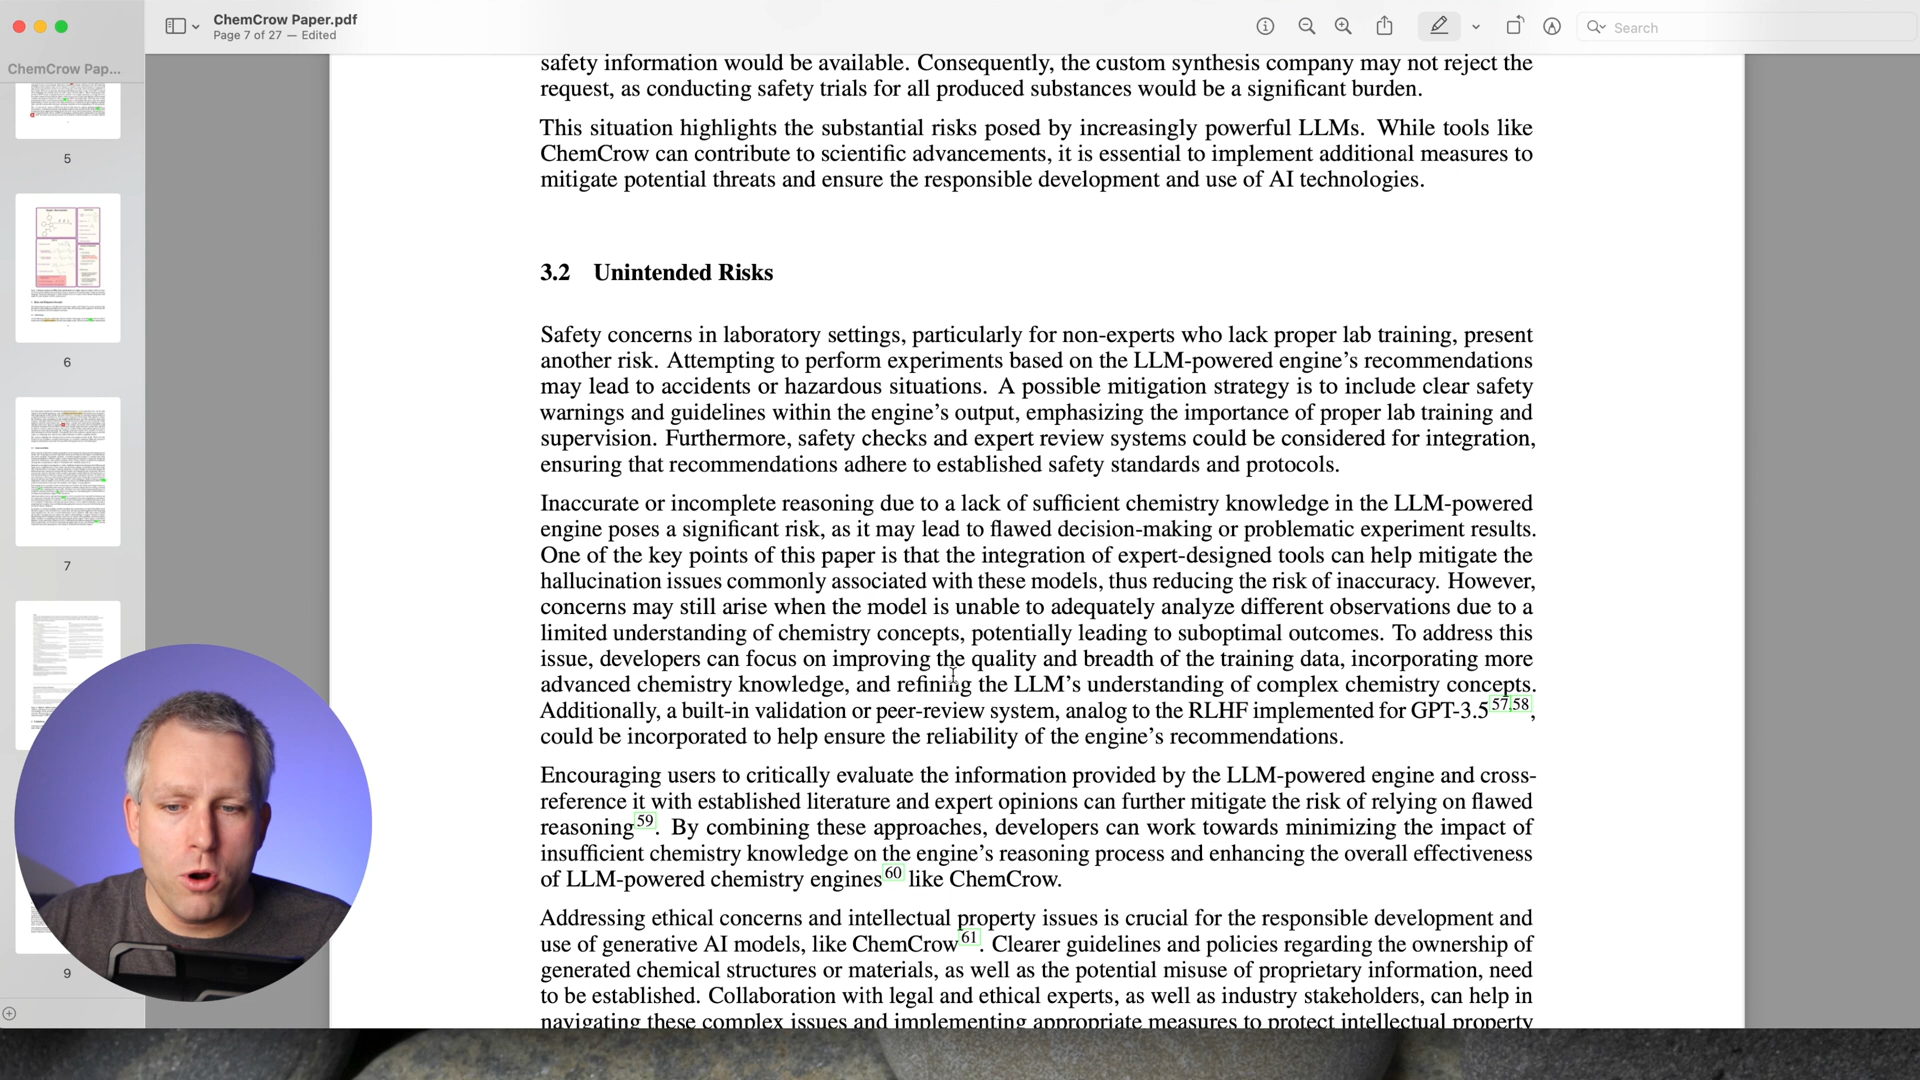 ChemCrow Paper.pdf
Page 7 of 27 — Edited
Search
ChemCrow Pap...
5
6
7
9
safety information would be available. Consequently, the custom synthesis company may not reject the
request, as conducting safety trials for all produced substances would be a significant burden.
This situation highlights the substantial risks posed by increasingly powerful LLMs. While tools like
ChemCrow can contribute to scientific advancements, it is essential to implement additional measures to
mitigate potential threats and ensure the responsible development and use of AI technologies.
3.2 Unintended Risks
Safety concerns in laboratory settings, particularly for non-experts who lack proper lab training, present
another risk. Attempting to perform experiments based on the LLM-powered engine's recommendations
may lead to accidents or hazardous situations. A possible mitigation strategy is to include clear safety
warnings and guidelines within the engine's output, emphasizing the importance of proper lab training and
supervision. Furthermore, safety checks and expert review systems could be considered for integration,
ensuring that recommendations adhere to established safety standards and protocols.
Inaccurate or incomplete reasoning due to a lack of sufficient chemistry knowledge in the LLM-powered
engine poses a significant risk, as it may lead to flawed decision-making or problematic experiment results.
One of the key points of this paper is that the integration of expert-designed tools can help mitigate the
hallucination issues commonly associated with these models, thus reducing the risk of inaccuracy. However,
concerns may still arise when the model is unable to adequately analyze different observations due to a
limited understanding of chemistry concepts, potentially leading to suboptimal outcomes. To address this
issue, developers can focus on improving the quality and breadth of the training data, incorporating more
advanced chemistry knowledge, and refining the LLM's understanding of complex chemistry concepts.
Additionally, a built-in validation or peer-review system, analog to the RLHF implemented for GPT-3.5 57,58,
could be incorporated to help ensure the reliability of the engine's recommendations.
Encouraging users to critically evaluate the information provided by the LLM-powered engine and cross-
reference it with established literature and expert opinions can further mitigate the risk of relying on flawed
reasoning 59. By combining these approaches, developers can work towards minimizing the impact of
insufficient chemistry knowledge on the engine's reasoning process and enhancing the overall effectiveness
of LLM-powered chemistry engines 60 like ChemCrow.
Addressing ethical concerns and intellectual property issues is crucial for the responsible development and
use of generative AI models, like ChemCrow 61. Clearer guidelines and policies regarding the ownership of
generated chemical structures or materials, as well as the potential misuse of proprietary information, need
to be established. Collaboration with legal and ethical experts, as well as industry stakeholders, can help in
navigating these complex issues and implementing appropriate measures to protect intellectual property